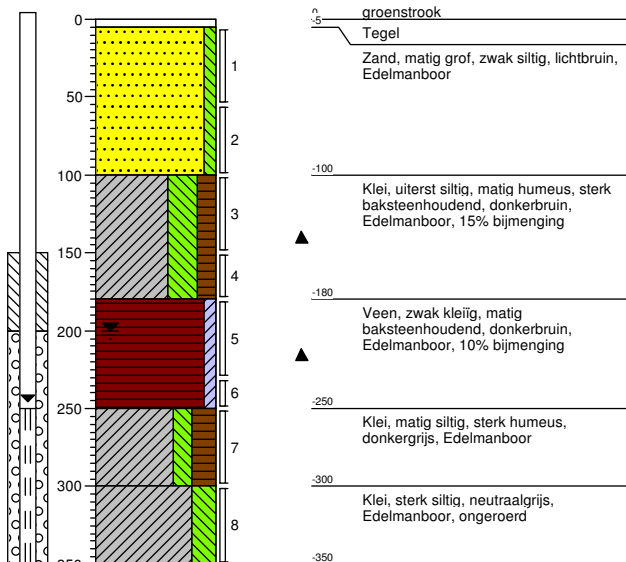 0
50
100
150
200
250
300
350
1
2
3
4
5
6
7
8
0
groenstrook
-5
Tegel
Zand, matig grof, zwak siltig, lichtbruin,
Edelmanboor
-100
Klei, uiterst siltig, matig humeus, sterk
baksteenhoudend, donkerbruin,
Edelmanboor, 15% bijmenging
-180
Veen, zwak kleiïg, matig
baksteenhoudend, donkerbruin,
Edelmanboor, 10% bijmenging
-250
Klei, matig siltig, sterk humeus,
donkergrijs, Edelmanboor
-300
Klei, sterk siltig, neutraalgrijs,
Edelmanboor, ongeroerd
-350